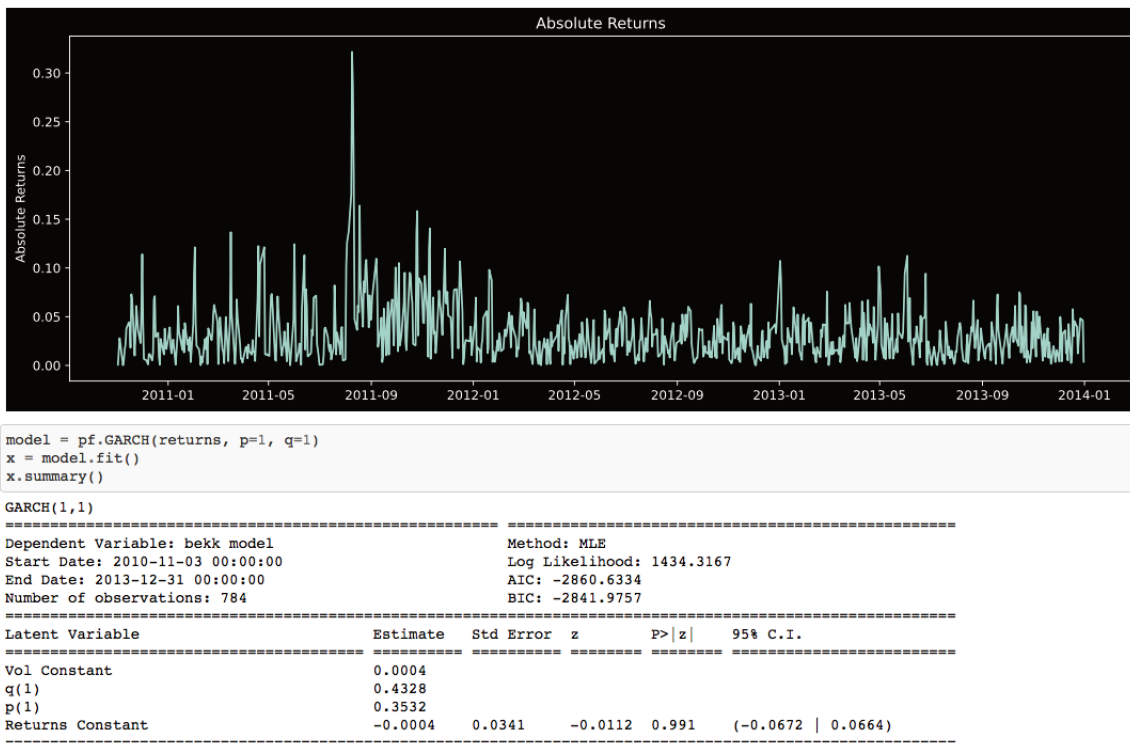 Absolute Returns
Absolute Returns
0.30
0.25
0.20
0.15
0.10
0.05
0.00
2011-01 2011-05 2011-09 2012-01 2012-05 2012-09 2013-01 2013-05 2013-09 2014-01
model = pf.GARCH(returns, p=1, q=1)
x = model.fit()
x.summary()
GARCH(1,1)
Dependent Variable: bekk model Method: MLE
Start Date: 2010-11-03 00:00:00 Log Likelihood: 1434.3167
End Date: 2013-12-31 00:00:00 AIC: -2860.6334
Number of observations: 784 BIC: -2841.9757
Latent Variable Estimate Std Error z P>|z| 95% C.I.
Vol Constant 0.0004
q(1) 0.4328
p(1) 0.3532
Returns Constant -0.0004 0.0341 -0.0112 0.991 (-0.0672 | 0.0664)